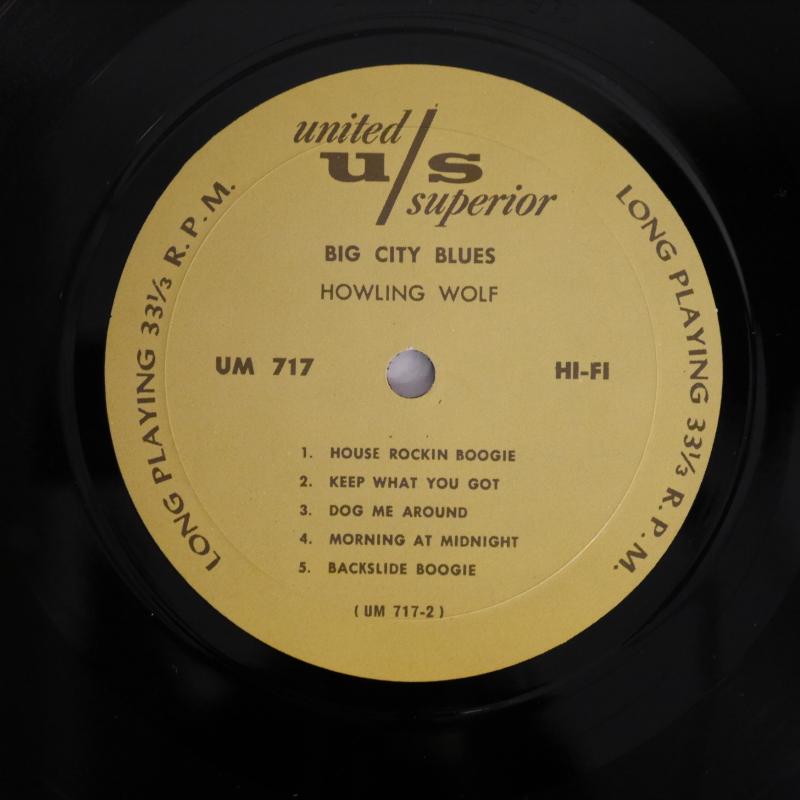 united
u/s
superior
BIG CITY BLUES
HOWLING WOLF
UM 717
HI-FI
1. HOUSE ROCKIN BOOGIE
2. KEEP WHAT YOU GOT
3. DOG ME AROUND
4. MORNING AT MIDNIGHT
5. BACKSLIDE BOOGIE
( UM 717-2 )
LONG PLAYING 33⅓ R.P.M.
LONG PLAYING 33⅓ R.P.M.